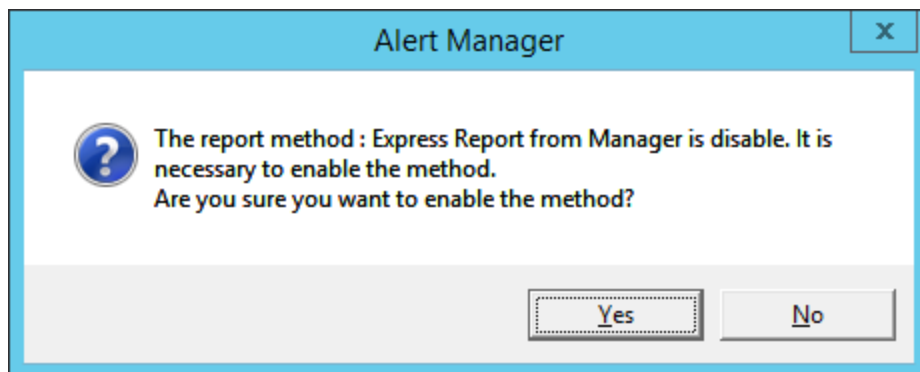 Alert Manager
x
?
The report method : Express Report from Manager is disable. It is
necessary to enable the method.
Are you sure you want to enable the method?
Yes
No